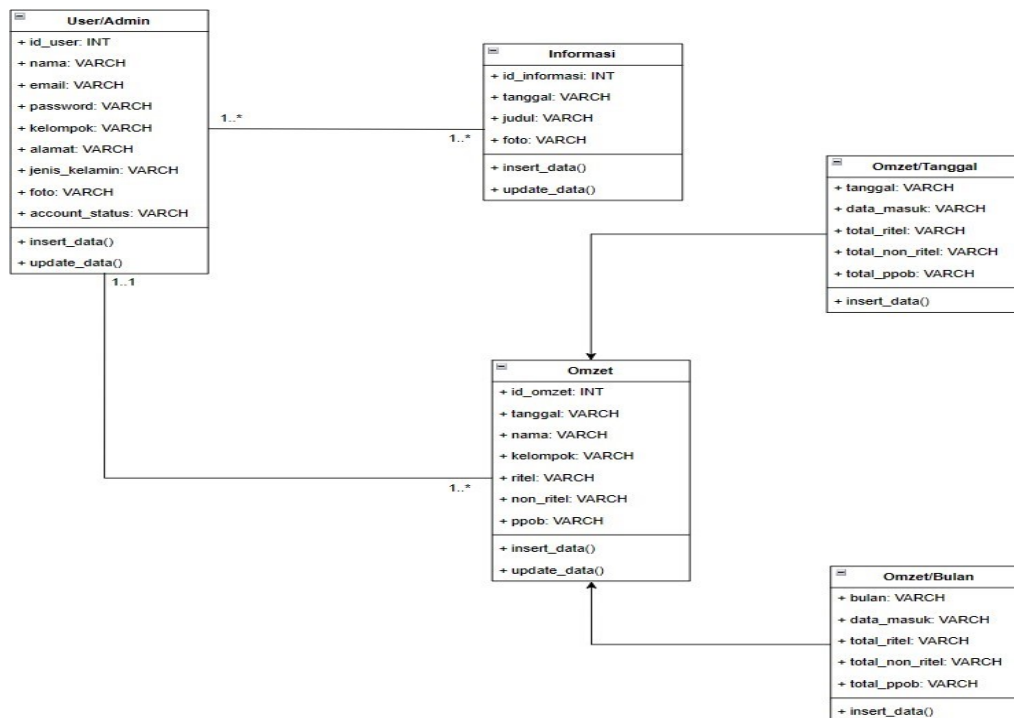 User/Admin
+ id_user: INT
+ nama: VARCH
+ email: VARCH
+ password: VARCH
+ kelompok: VARCH
+ alamat: VARCH
+ jenis_kelamin: VARCH
+ foto: VARCH
+ account_status: VARCH
+ insert_data()
+ update_data()
1..*
1..*
1..1
Informasi
+ id_informasi: INT
+ tanggal: VARCH
+ judul: VARCH
+ foto: VARCH
+ insert_data()
+ update_data()
Omzet/Tanggal
+ tanggal: VARCH
+ data_masuk: VARCH
+ total_ritel: VARCH
+ total_non_ritel: VARCH
+ total_ppob: VARCH
+ insert_data()
1..*
Omzet
+ id_omzet: INT
+ tanggal: VARCH
+ nama: VARCH
+ kelompok: VARCH
+ ritel: VARCH
+ non_ritel: VARCH
+ ppob: VARCH
+ insert_data()
+ update_data()
Omzet/Bulan
+ bulan: VARCH
+ data_masuk: VARCH
+ total_ritel: VARCH
+ total_non_ritel: VARCH
+ total_ppob: VARCH
+ insert_data()